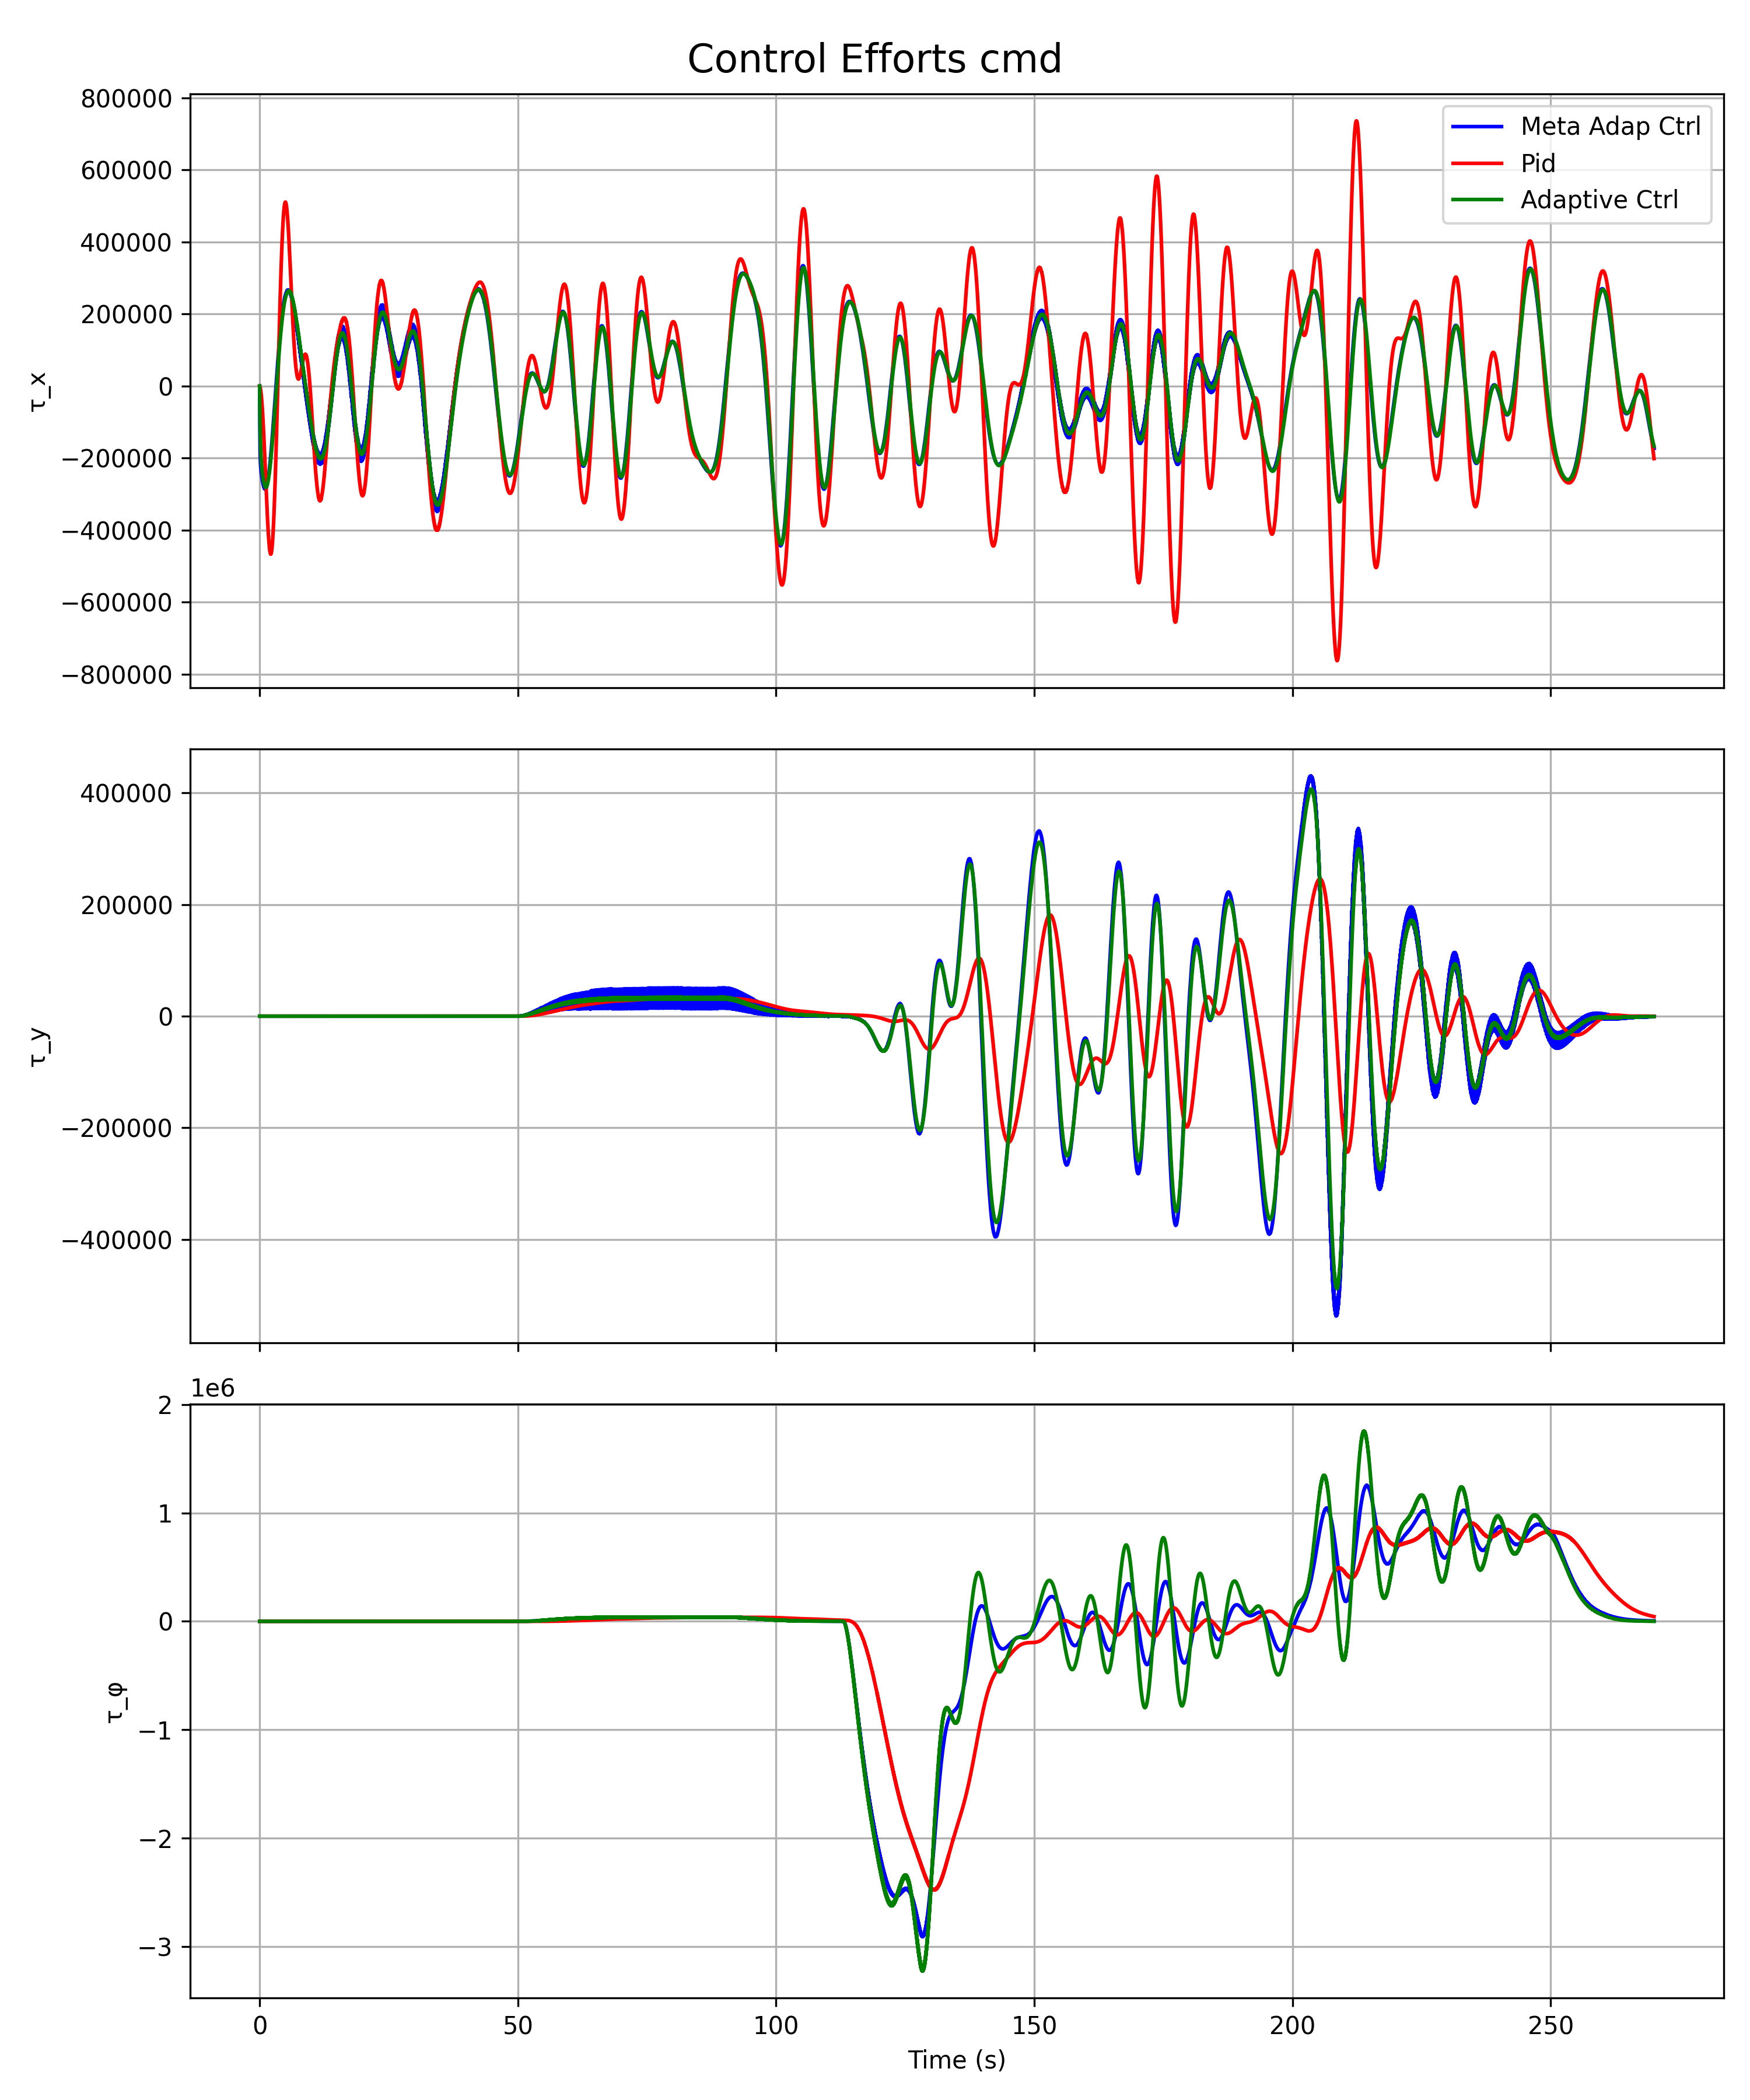 Control Efforts cmd
800000
600000
400000
200000
0
−200000
−400000
−600000
−800000
τ_x
Meta Adap Ctrl
Pid
Adaptive Ctrl
400000
200000
0
−200000
−400000
τ_y
1e6
2
1
0
−1
−2
−3
τ_φ
0 50 100 150 200 250
Time (s)